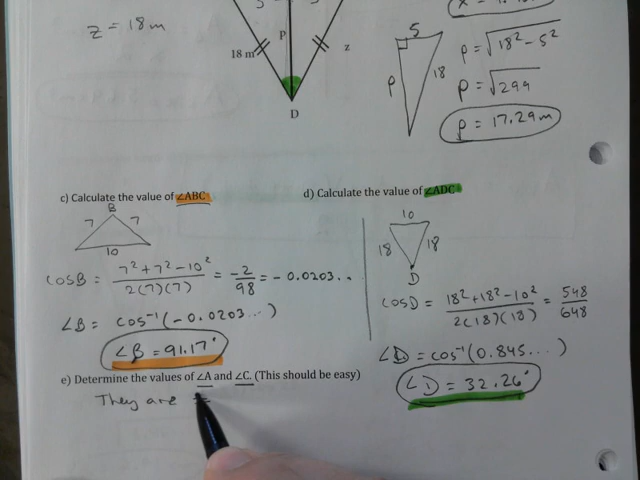 z = 18 m
5
P
18 m
z
D
5
18
p
p = √18² − 5²
p = √299
p = 17.29 m
c) Calculate the value of ∠ABC
B
7 7
10
cos B = 7² + 7² − 10² / 2(7)(7) = −2 / 98 = − 0.0203..
∠B = cos⁻¹(−0.0203...)
∠B = 91.17°
d) Calculate the value of ∠ADC
10
18 18
D
cos D = 18² + 18² − 10² / 2(18)(18) = 548 / 648
∠D = cos⁻¹(0.845...)
∠D = 32.26°
e) Determine the values of ∠A and ∠C. (This should be easy)
They are =